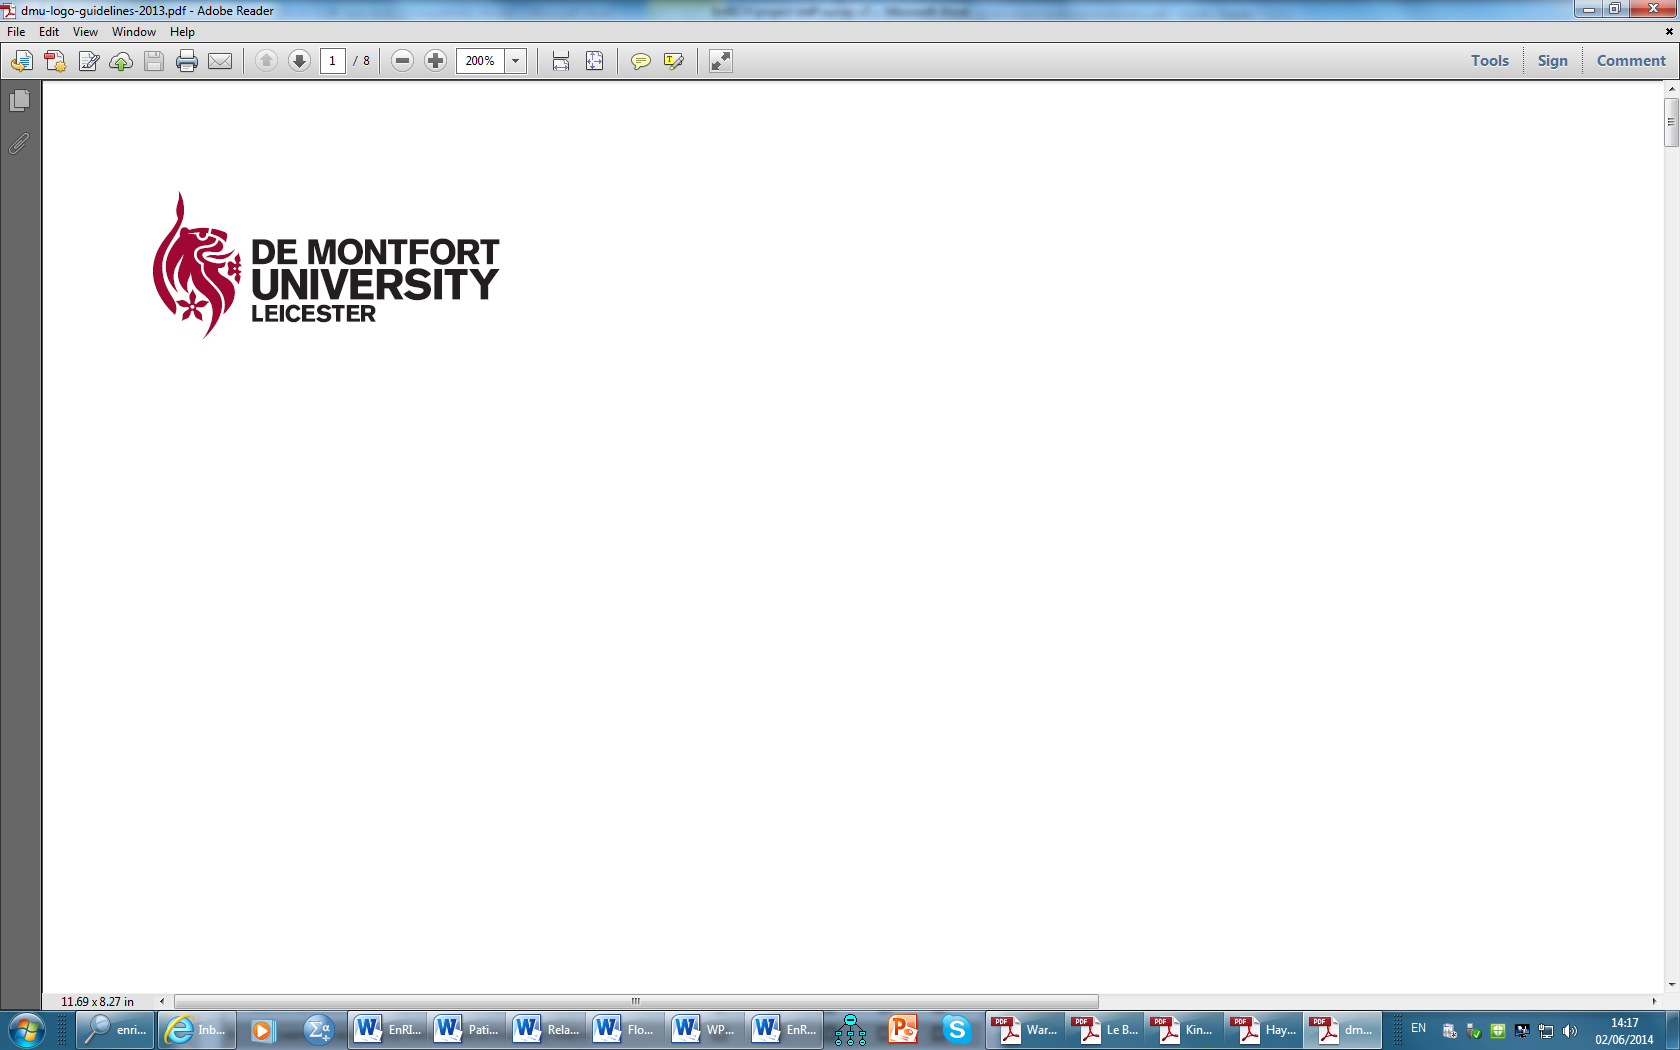 dmu-logo-guidelines-2013.pdf - Adobe Reader
File Edit View Window Help
1 / 8 200% Tools Sign Comment
DE MONTFORT
UNIVERSITY
LEICESTER
11.69 x 8.27 in
enri... Inb... EnRI... Pati... Rela... Flo... WP... EnR... War... Le B... Kin... Hay... dm... EN 14:17
02/06/2014